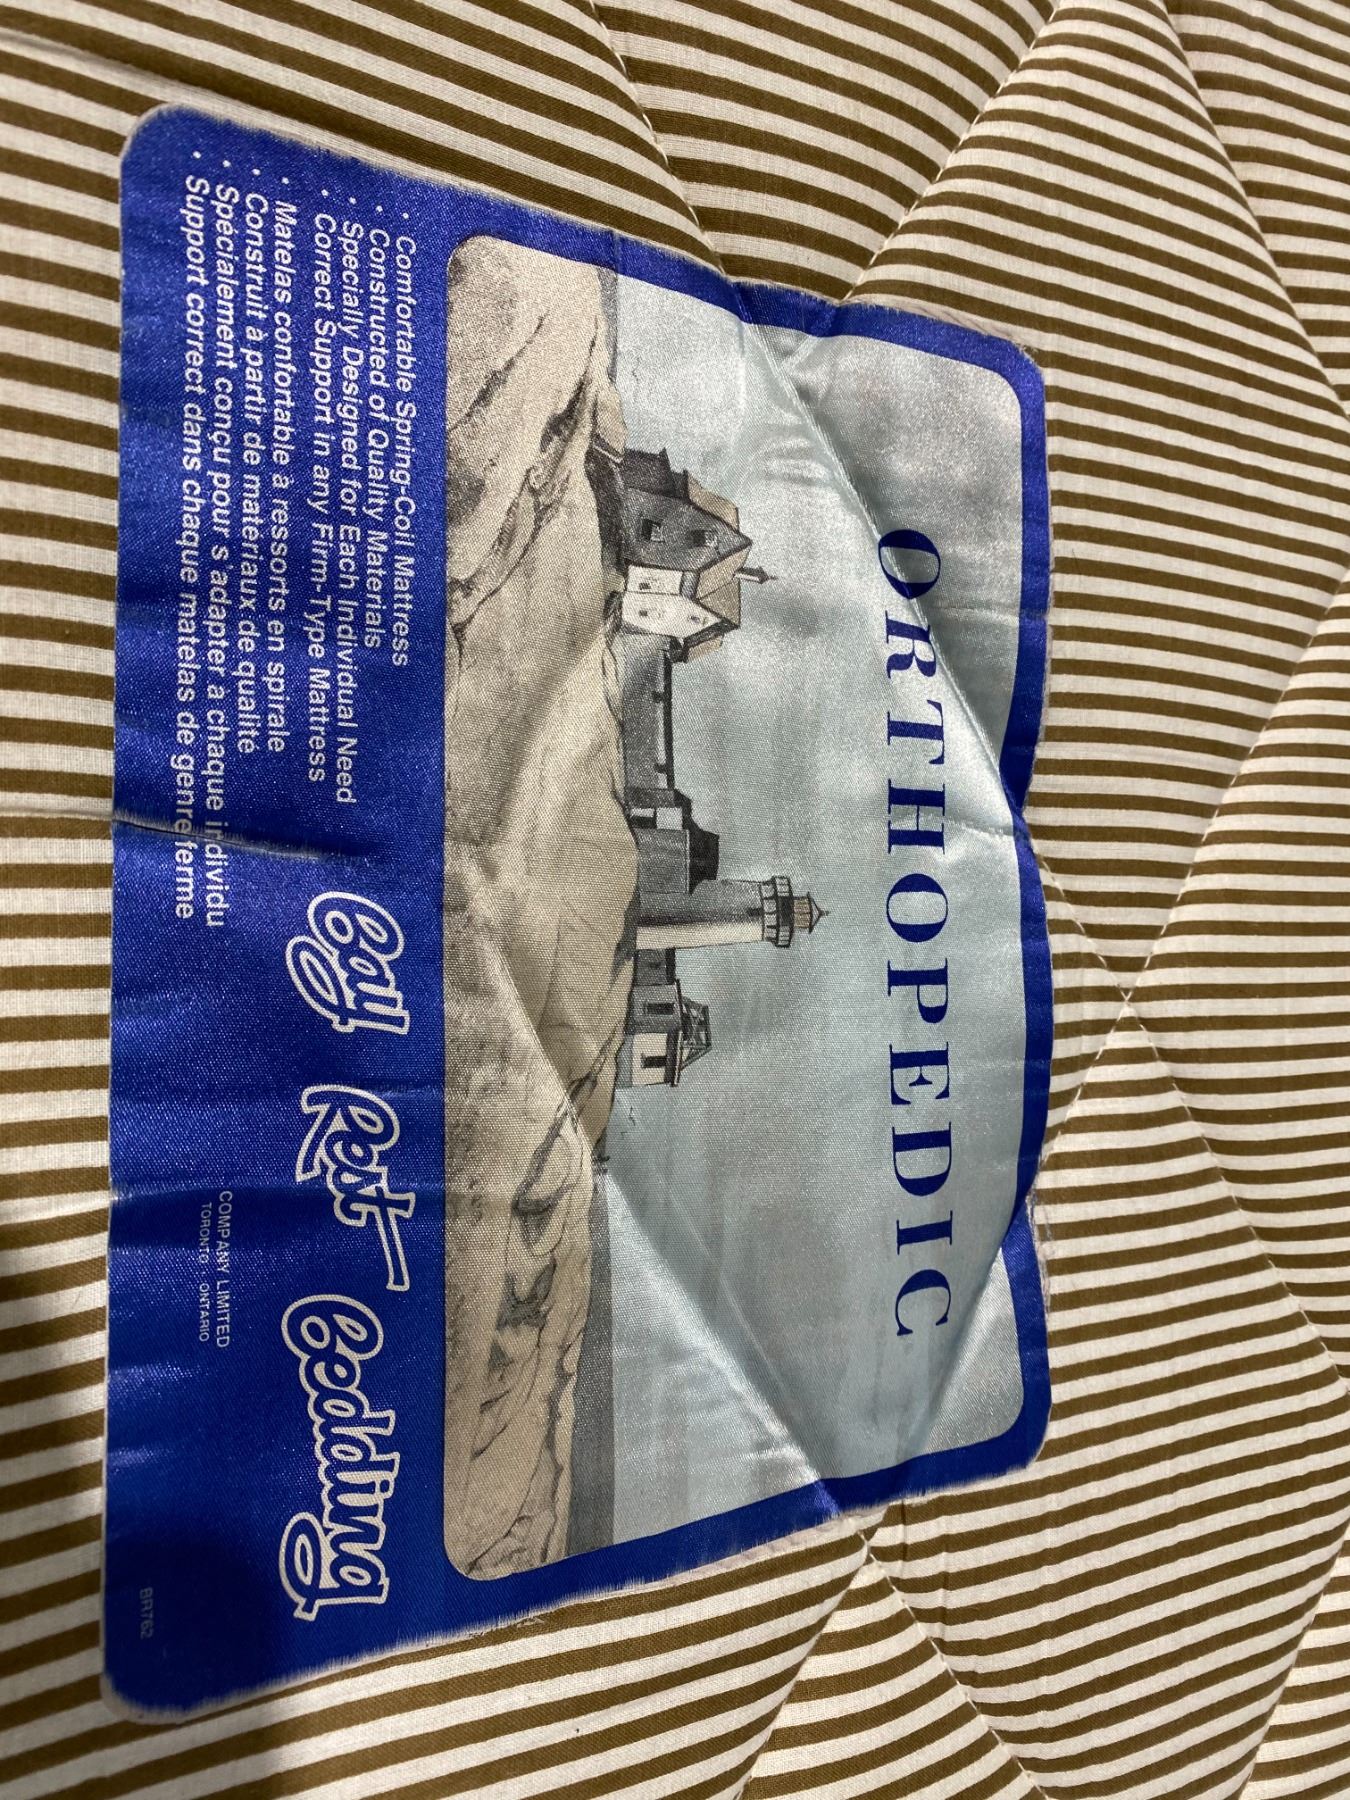 ORTHOPEDIC
• Comfortable Spring-Coil Mattress
• Constructed of Quality Materials
• Specially Designed for Each Individual Need
• Correct Support in any Firm-Type Mattress
• Matelas confortable à ressorts en spirale
• Construit à partir de matériaux de qualité
• Spécialement conçu pour s'adapter a chaque individu
• Support correct dans chaque matelas de genre ferme
Bay Rest Bedding
COMPANY LIMITED
TORONTO • ONTARIO
BR762